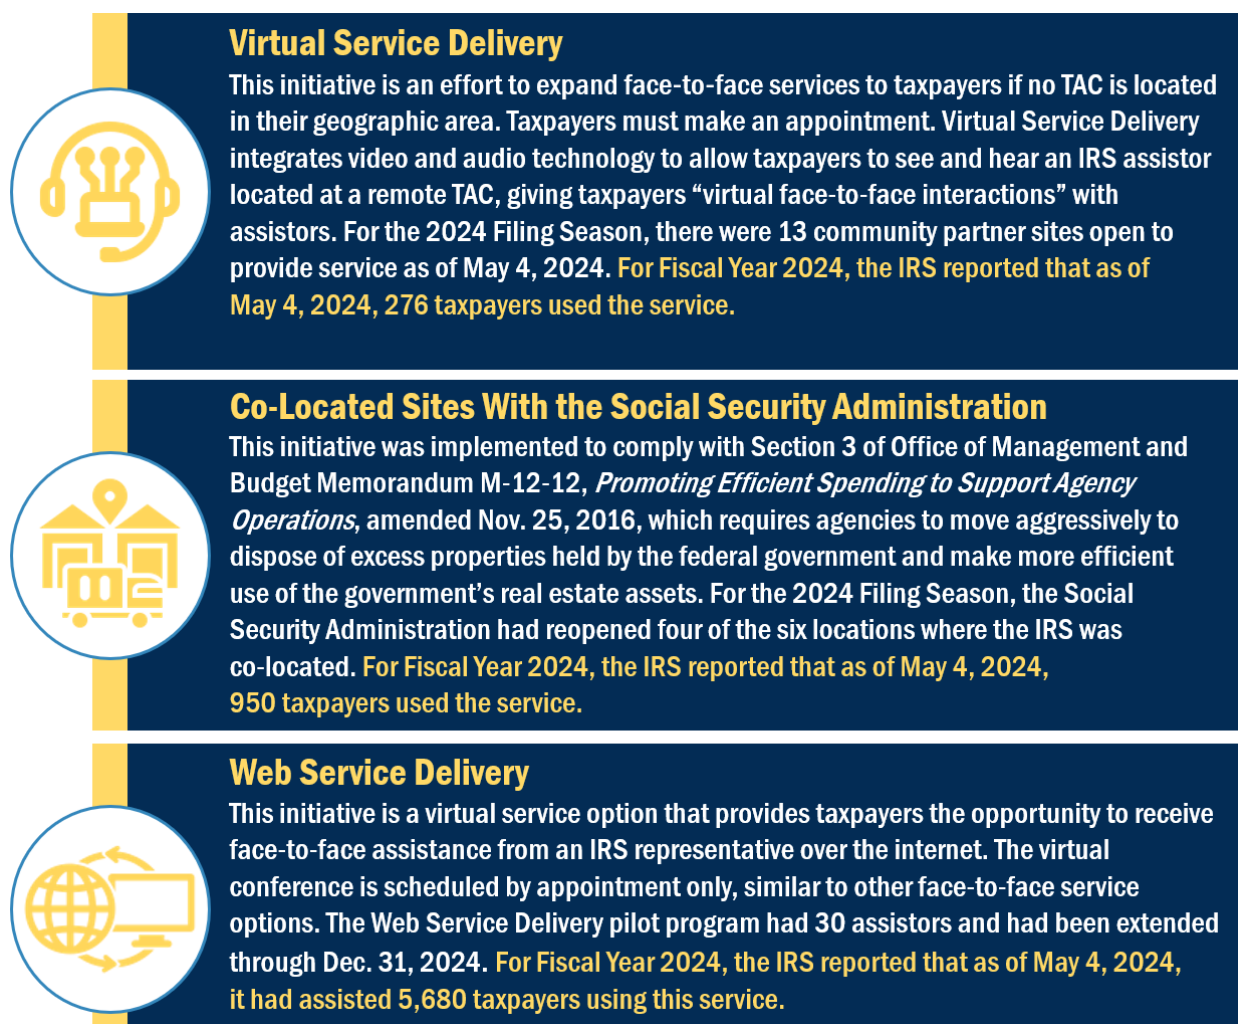 Virtual Service Delivery
This initiative is an effort to expand face-to-face services to taxpayers if no TAC is located
in their geographic area. Taxpayers must make an appointment. Virtual Service Delivery
integrates video and audio technology to allow taxpayers to see and hear an IRS assistor
located at a remote TAC, giving taxpayers “virtual face-to-face interactions” with
assistors. For the 2024 Filing Season, there were 13 community partner sites open to
provide service as of May 4, 2024. For Fiscal Year 2024, the IRS reported that as of
May 4, 2024, 276 taxpayers used the service.
Co-Located Sites With the Social Security Administration
This initiative was implemented to comply with Section 3 of Office of Management and
Budget Memorandum M-12-12, Promoting Efficient Spending to Support Agency
Operations, amended Nov. 25, 2016, which requires agencies to move aggressively to
dispose of excess properties held by the federal government and make more efficient
use of the government’s real estate assets. For the 2024 Filing Season, the Social
Security Administration had reopened four of the six locations where the IRS was
co-located. For Fiscal Year 2024, the IRS reported that as of May 4, 2024,
950 taxpayers used the service.
Web Service Delivery
This initiative is a virtual service option that provides taxpayers the opportunity to receive
face-to-face assistance from an IRS representative over the internet. The virtual
conference is scheduled by appointment only, similar to other face-to-face service
options. The Web Service Delivery pilot program had 30 assistors and had been extended
through Dec. 31, 2024. For Fiscal Year 2024, the IRS reported that as of May 4, 2024,
it had assisted 5,680 taxpayers using this service.